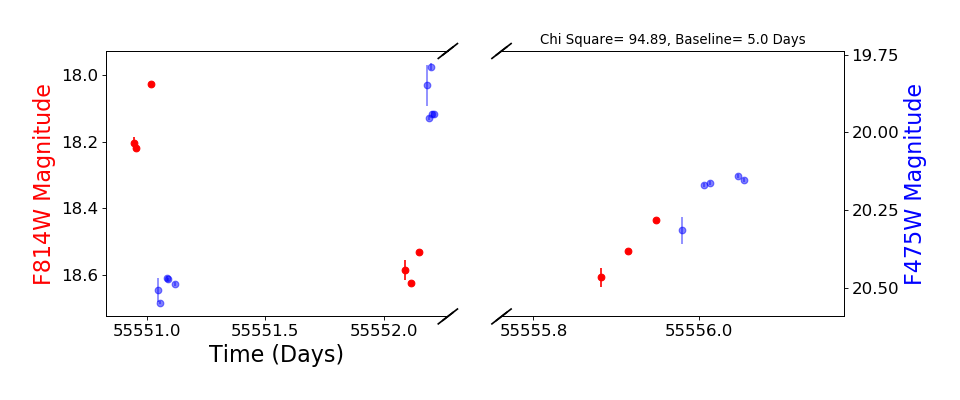 Chi Square= 94.89, Baseline= 5.0 Days
18.0
18.2
18.4
18.6
F814W Magnitude
19.75
20.00
20.25
20.50
F475W Magnitude
55551.0 55551.5 55552.0 55555.8 55556.0
Time (Days)